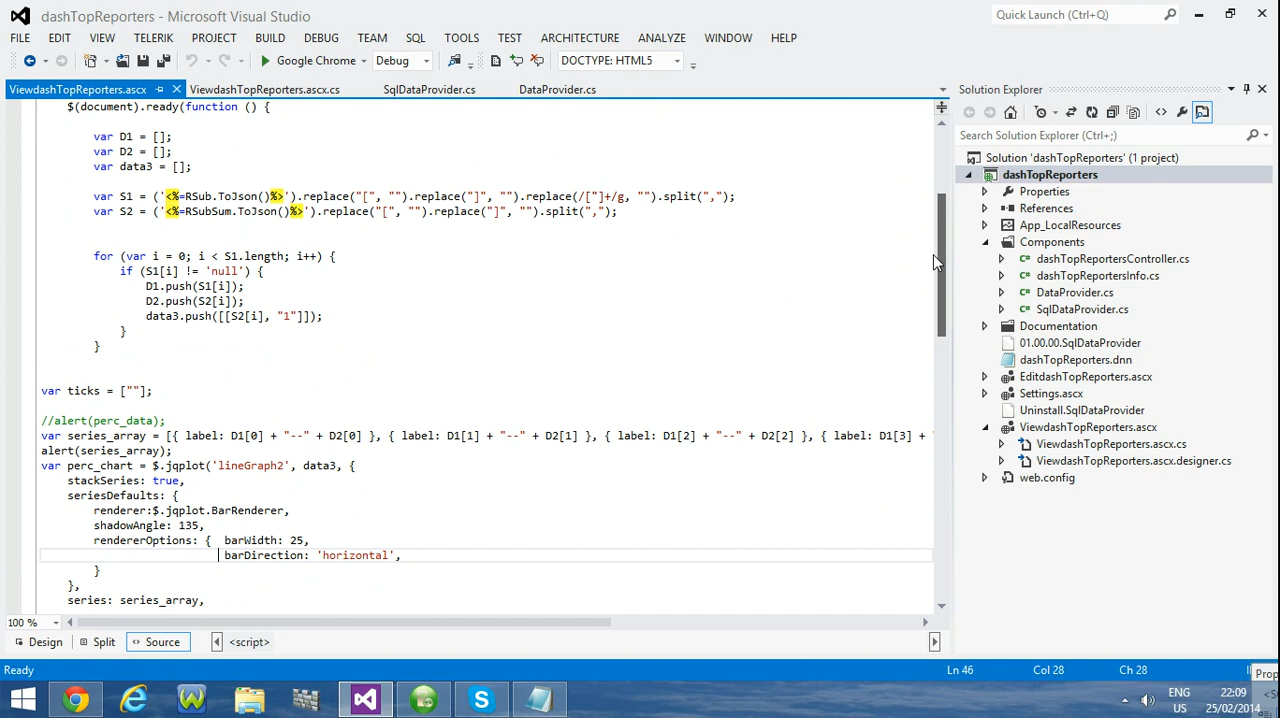 dashTopReporters - Microsoft Visual Studio
Quick Launch (Ctrl+Q)
FILE EDIT VIEW TELERIK PROJECT BUILD DEBUG TEAM SQL TOOLS TEST ARCHITECTURE ANALYZE WINDOW HELP
Google Chrome Debug DOCTYPE: HTML5
ViewdashTopReporters.ascx ViewdashTopReporters.ascx.cs SqlDataProvider.cs DataProvider.cs
$(document).ready(function () {
var D1 = [];
var D2 = [];
var data3 = [];
var S1 = ('<%=RSub.ToJson()%>').replace("[", "").replace("]", "").replace(/["]+/g, "").split(",");
var S2 = ('<%=RSubSum.ToJson()%>').replace("[", "").replace("]", "").split(",");
for (var i = 0; i < S1.length; i++) {
if (S1[i] != 'null') {
D1.push(S1[i]);
D2.push(S2[i]);
data3.push([[S2[i], "1"]]);
}
}
var ticks = [""];
//alert(perc_data);
var series_array = [{ label: D1[0] + "--" + D2[0] }, { label: D1[1] + "--" + D2[1] }, { label: D1[2] + "--" + D2[2] }, { label: D1[3] + "
alert(series_array);
var perc_chart = $.jqplot('lineGraph2', data3, {
stackSeries: true,
seriesDefaults: {
renderer:$.jqplot.BarRenderer,
shadowAngle: 135,
rendererOptions: { barWidth: 25,
barDirection: 'horizontal',
}
},
series: series_array,
100 %
Design Split Source <script>
Solution Explorer
Search Solution Explorer (Ctrl+;)
Solution 'dashTopReporters' (1 project)
dashTopReporters
Properties
References
App_LocalResources
Components
dashTopReportersController.cs
dashTopReportersInfo.cs
DataProvider.cs
SqlDataProvider.cs
Documentation
01.00.00.SqlDataProvider
dashTopReporters.dnn
EditdashTopReporters.ascx
Settings.ascx
Uninstall.SqlDataProvider
ViewdashTopReporters.ascx
ViewdashTopReporters.ascx.cs
ViewdashTopReporters.ascx.designer.cs
web.config
Ready Ln 46 Col 28 Ch 28
Prop
ENG
US
22:09
25/02/2014